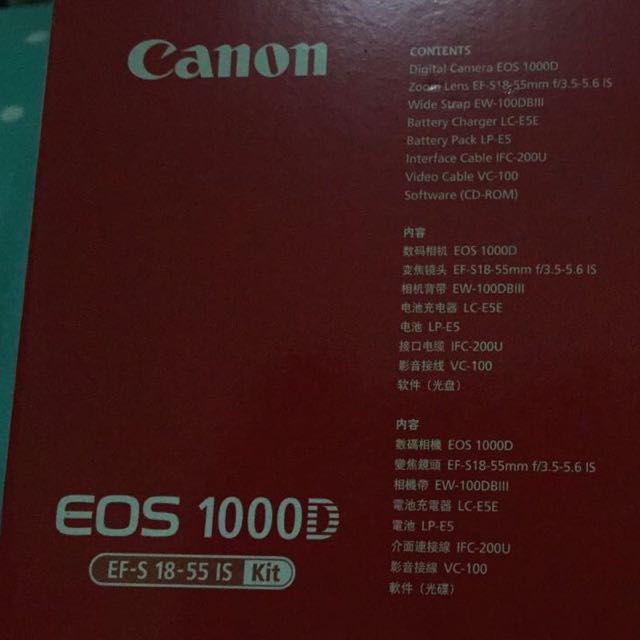 Canon
CONTENTS
Digital Camera EOS 1000D
Zoom Lens EF-S18-55mm f/3.5-5.6 IS
Wide Strap EW-100DBIII
Battery Charger LC-E5E
Battery Pack LP-E5
Interface Cable IFC-200U
Video Cable VC-100
Software (CD-ROM)
内容
数码相机 EOS 1000D
变焦镜头 EF-S18-55mm f/3.5-5.6 IS
相机背带 EW-100DBIII
电池充电器 LC-E5E
电池 LP-E5
接口电缆 IFC-200U
影音接线 VC-100
软件（光盘）
內容
數碼相機 EOS 1000D
變焦鏡頭 EF-S18-55mm f/3.5-5.6 IS
相機帶 EW-100DBIII
電池充電器 LC-E5E
電池 LP-E5
介面連接線 IFC-200U
影音接線 VC-100
軟件（光碟）
EOS 1000D
EF-S 18-55 IS Kit